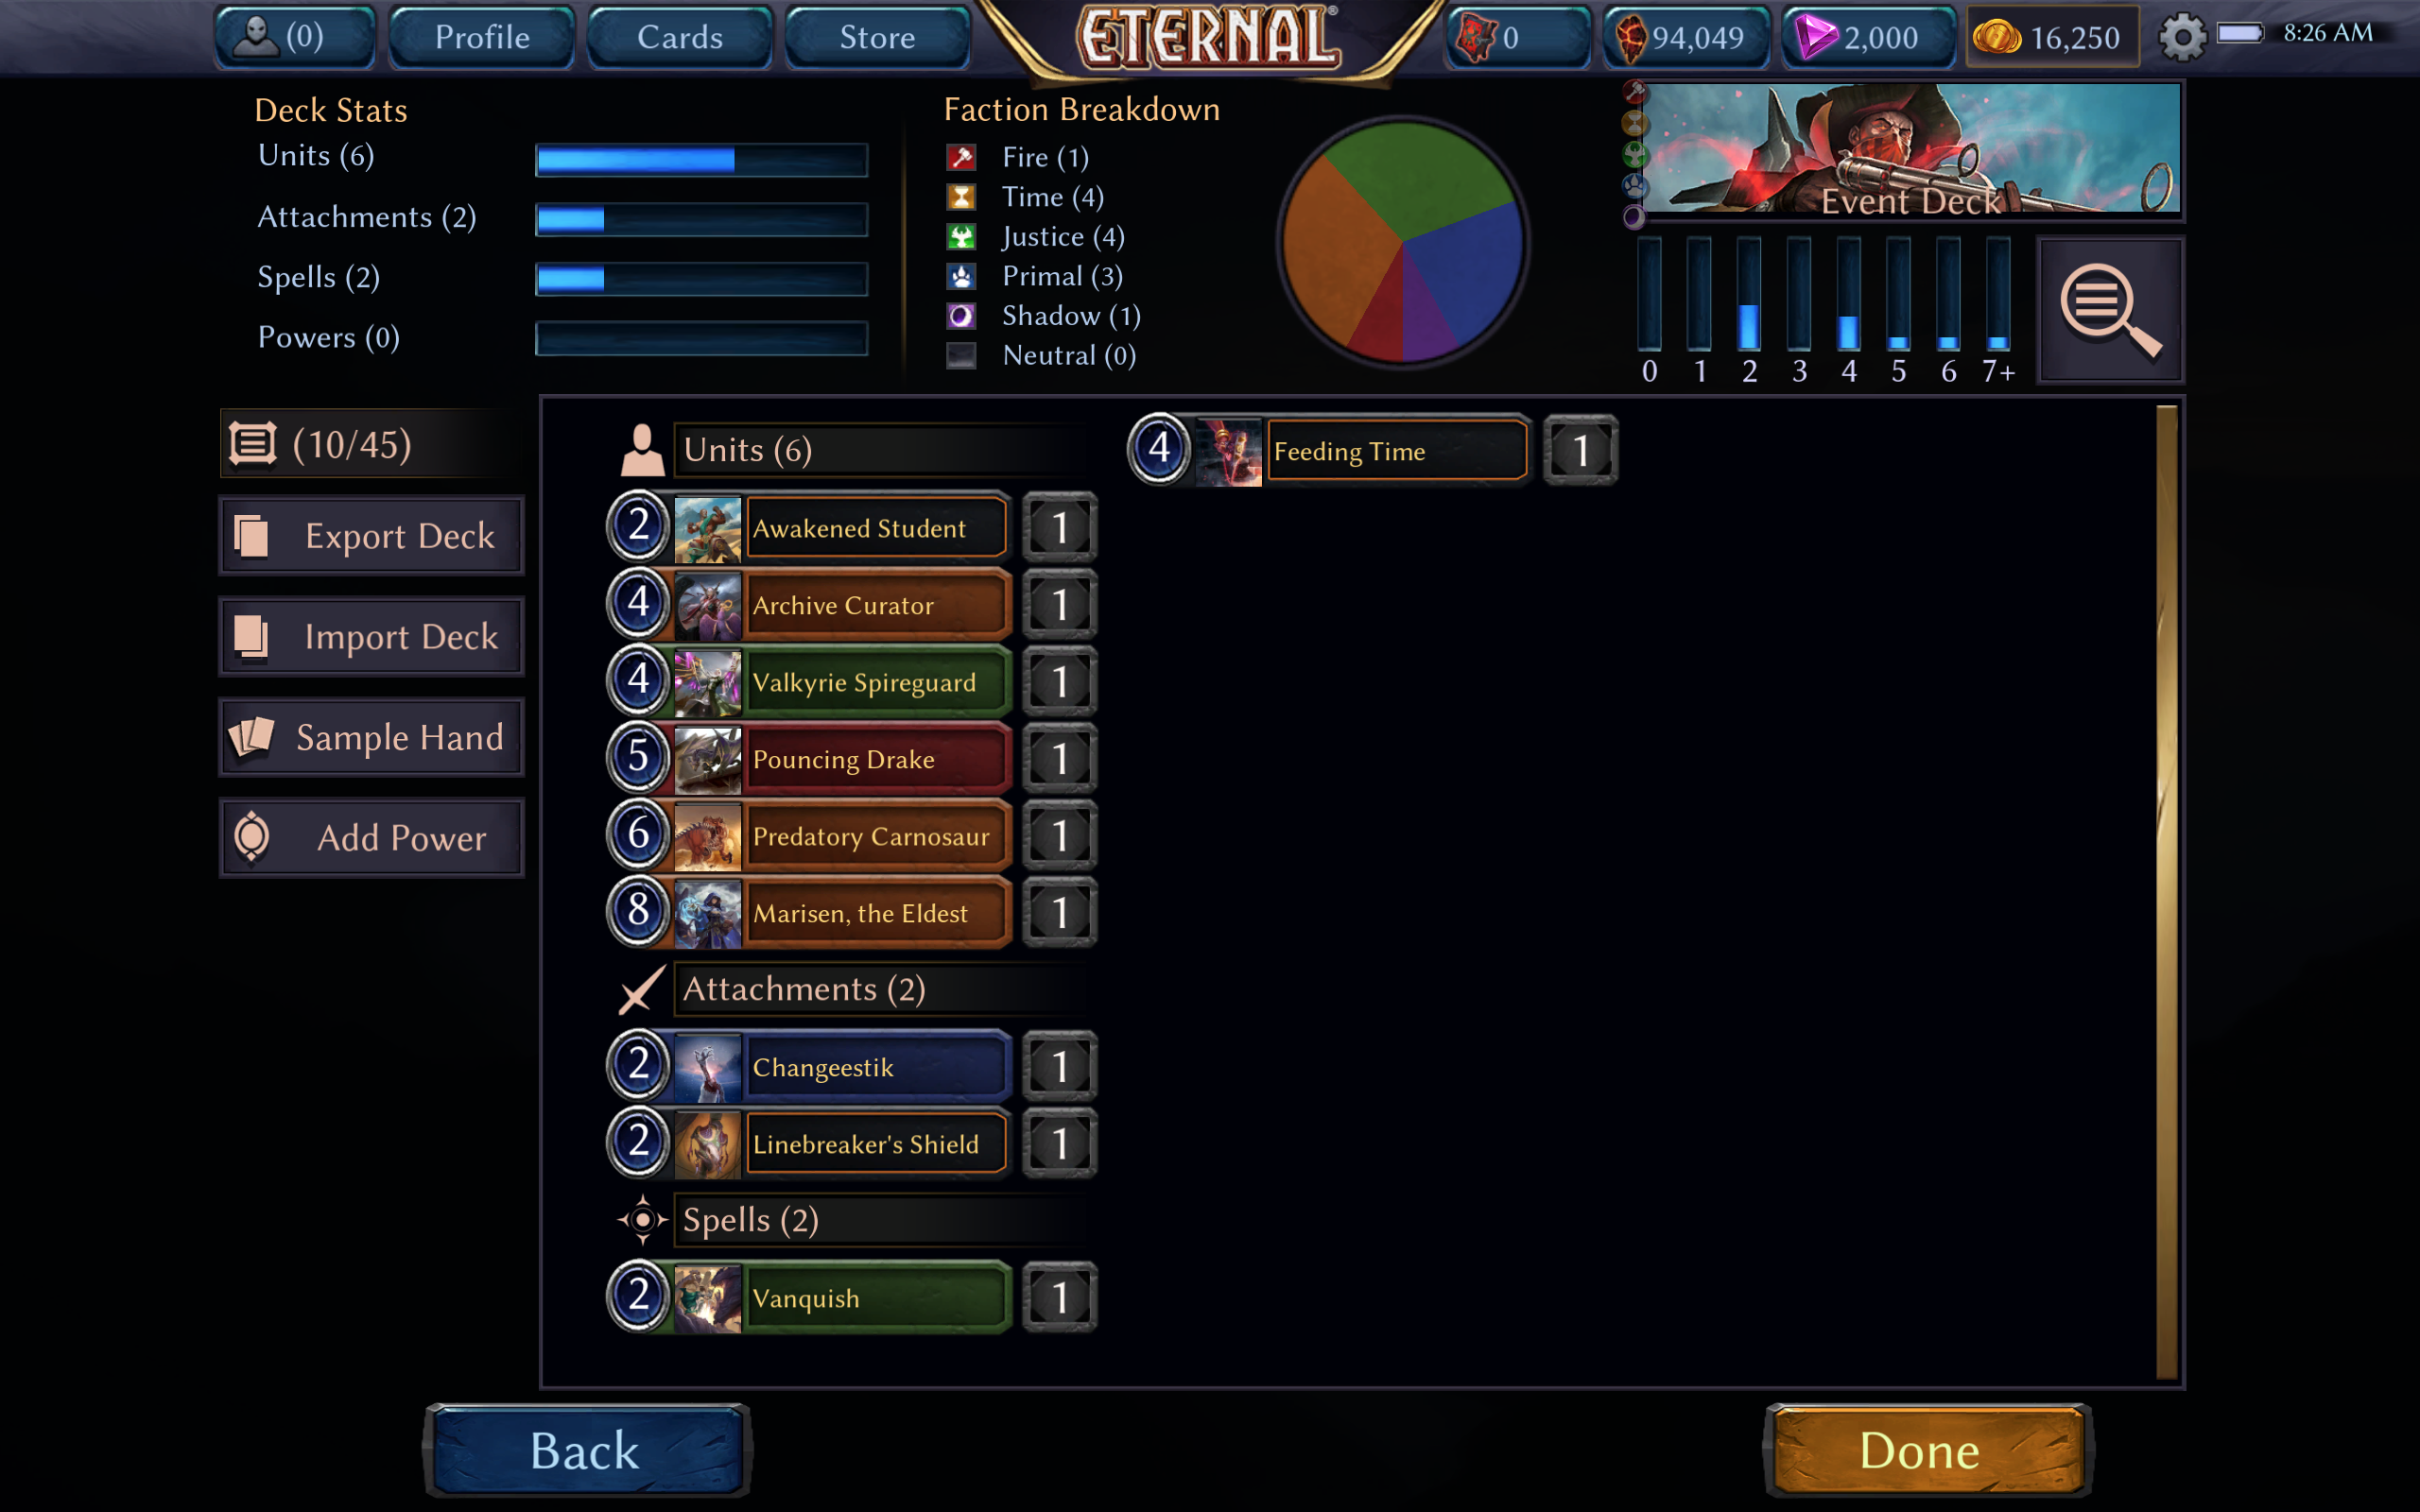 (0)
Profile
Cards
Store
ETERNAL®
0
94,049
2,000
16,250
8:26 AM
Deck Stats
Units (6)
Attachments (2)
Spells (2)
Powers (0)
Faction Breakdown
Fire (1)
Time (4)
Justice (4)
Primal (3)
Shadow (1)
Neutral (0)
Event Deck
0 1 2 3 4 5 6 7+
(10/45)
Export Deck
Import Deck
Sample Hand
Add Power
Units (6)
2 Awakened Student 1
4 Archive Curator 1
4 Valkyrie Spireguard 1
5 Pouncing Drake 1
6 Predatory Carnosaur 1
8 Marisen, the Eldest 1
Attachments (2)
2 Changeestik 1
2 Linebreaker's Shield 1
Spells (2)
2 Vanquish 1
4 Feeding Time 1
Back
Done